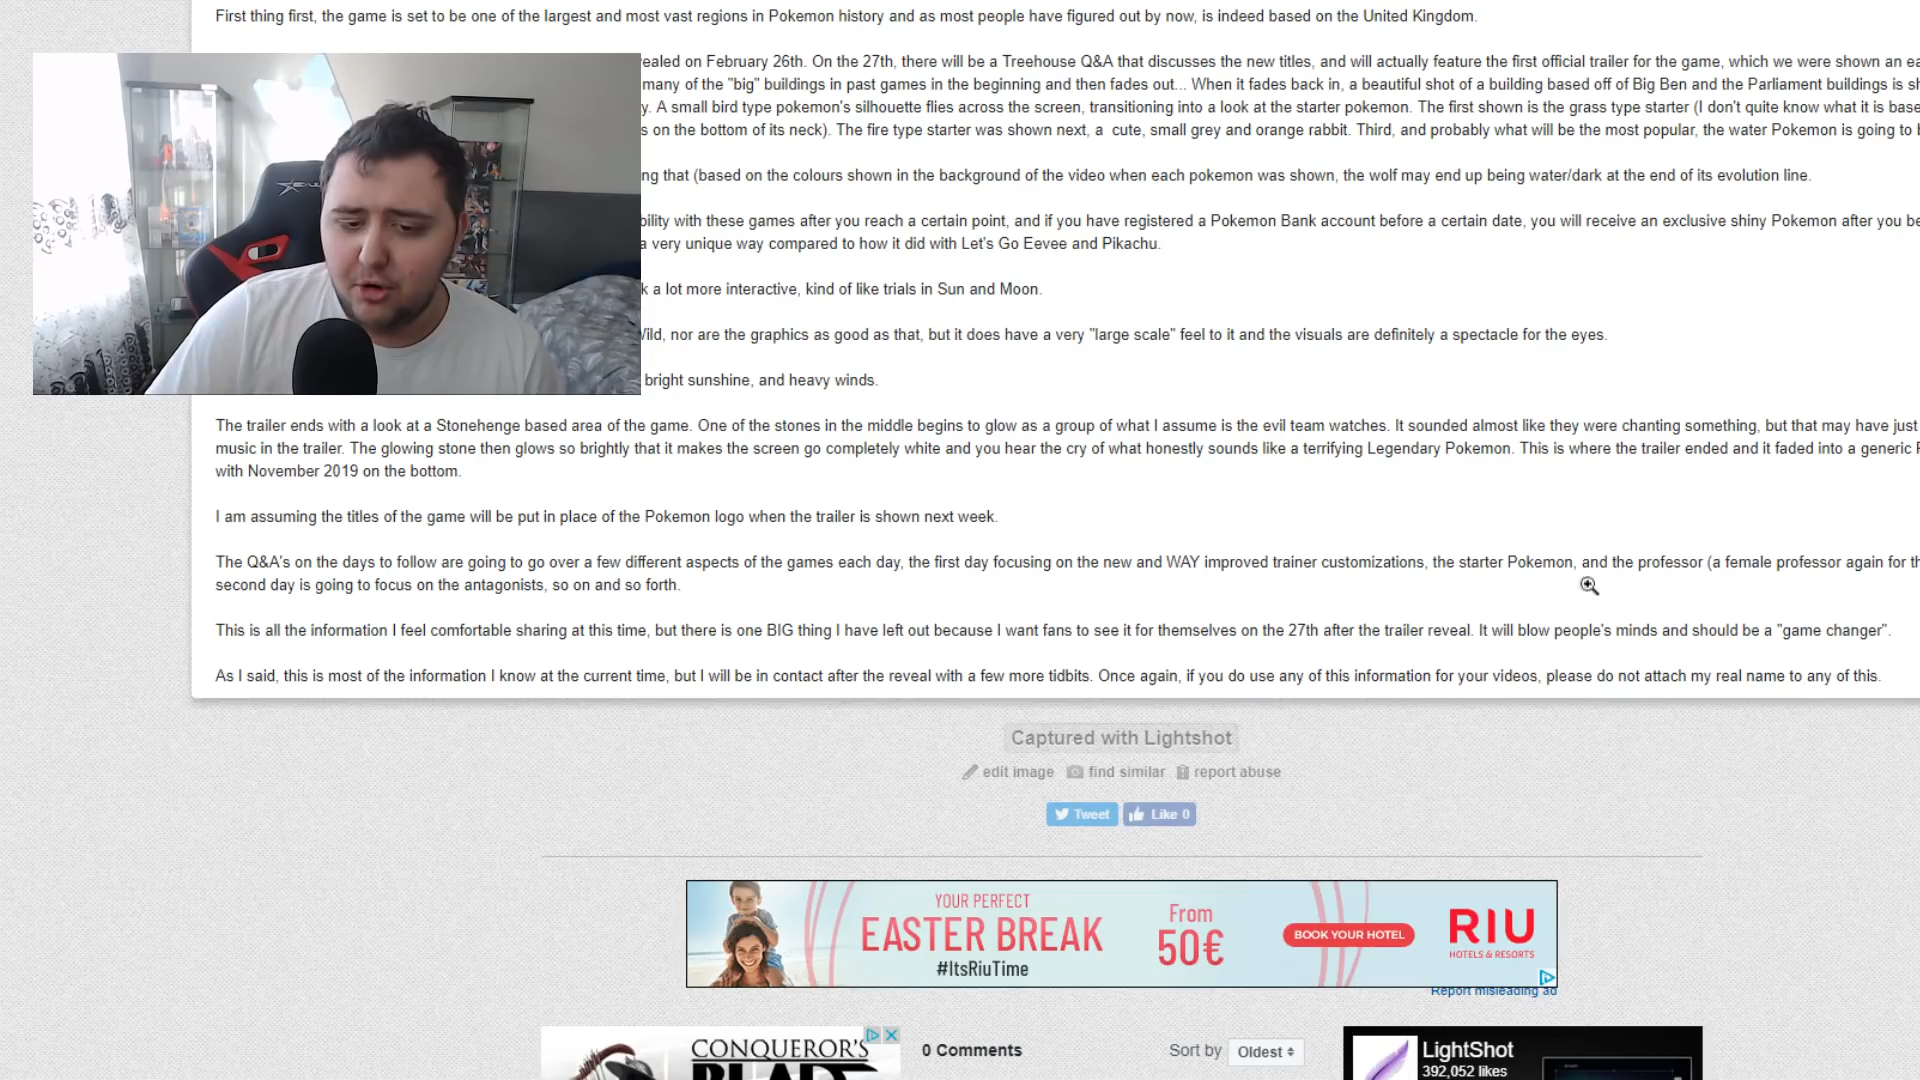 First thing first, the game is set to be one of the largest and most vast regions in Pokemon history and as most people have figured out by now, is indeed based on the United Kingdom.
ealed on February 26th. On the 27th, there will be a Treehouse Q&A that discusses the new titles, and will actually feature the first official trailer for the game, which we were shown an ea
many of the "big" buildings in past games in the beginning and then fades out... When it fades back in, a beautiful shot of a building based off of Big Ben and the Parliament buildings is sh
y. A small bird type pokemon's silhouette flies across the screen, transitioning into a look at the starter pokemon. The first shown is the grass type starter (I don't quite know what it is base
s on the bottom of its neck). The fire type starter was shown next, a cute, small grey and orange rabbit. Third, and probably what will be the most popular, the water Pokemon is going to b
ng that (based on the colours shown in the background of the video when each pokemon was shown, the wolf may end up being water/dark at the end of its evolution line.
bility with these games after you reach a certain point, and if you have registered a Pokemon Bank account before a certain date, you will receive an exclusive shiny Pokemon after you be
a very unique way compared to how it did with Let's Go Eevee and Pikachu.
k a lot more interactive, kind of like trials in Sun and Moon.
Wild, nor are the graphics as good as that, but it does have a very "large scale" feel to it and the visuals are definitely a spectacle for the eyes.
bright sunshine, and heavy winds.
The trailer ends with a look at a Stonehenge based area of the game. One of the stones in the middle begins to glow as a group of what I assume is the evil team watches. It sounded almost like they were chanting something, but that may have just
music in the trailer. The glowing stone then glows so brightly that it makes the screen go completely white and you hear the cry of what honestly sounds like a terrifying Legendary Pokemon. This is where the trailer ended and it faded into a generic P
with November 2019 on the bottom.
I am assuming the titles of the game will be put in place of the Pokemon logo when the trailer is shown next week.
The Q&A's on the days to follow are going to go over a few different aspects of the games each day, the first day focusing on the new and WAY improved trainer customizations, the starter Pokemon, and the professor (a female professor again for th
second day is going to focus on the antagonists, so on and so forth.
This is all the information I feel comfortable sharing at this time, but there is one BIG thing I have left out because I want fans to see it for themselves on the 27th after the trailer reveal. It will blow people's minds and should be a "game changer".
As I said, this is most of the information I know at the current time, but I will be in contact after the reveal with a few more tidbits. Once again, if you do use any of this information for your videos, please do not attach my real name to any of this.
Captured with Lightshot
edit image find similar report abuse
Tweet Like 0
YOUR PERFECT
EASTER BREAK
#ItsRiuTime
From
50€
BOOK YOUR HOTEL
RIU
HOTELS & RESORTS
Report misleading ad
CONQUEROR'S
BLADE
0 Comments
Sort by Oldest
LightShot
392,052 likes